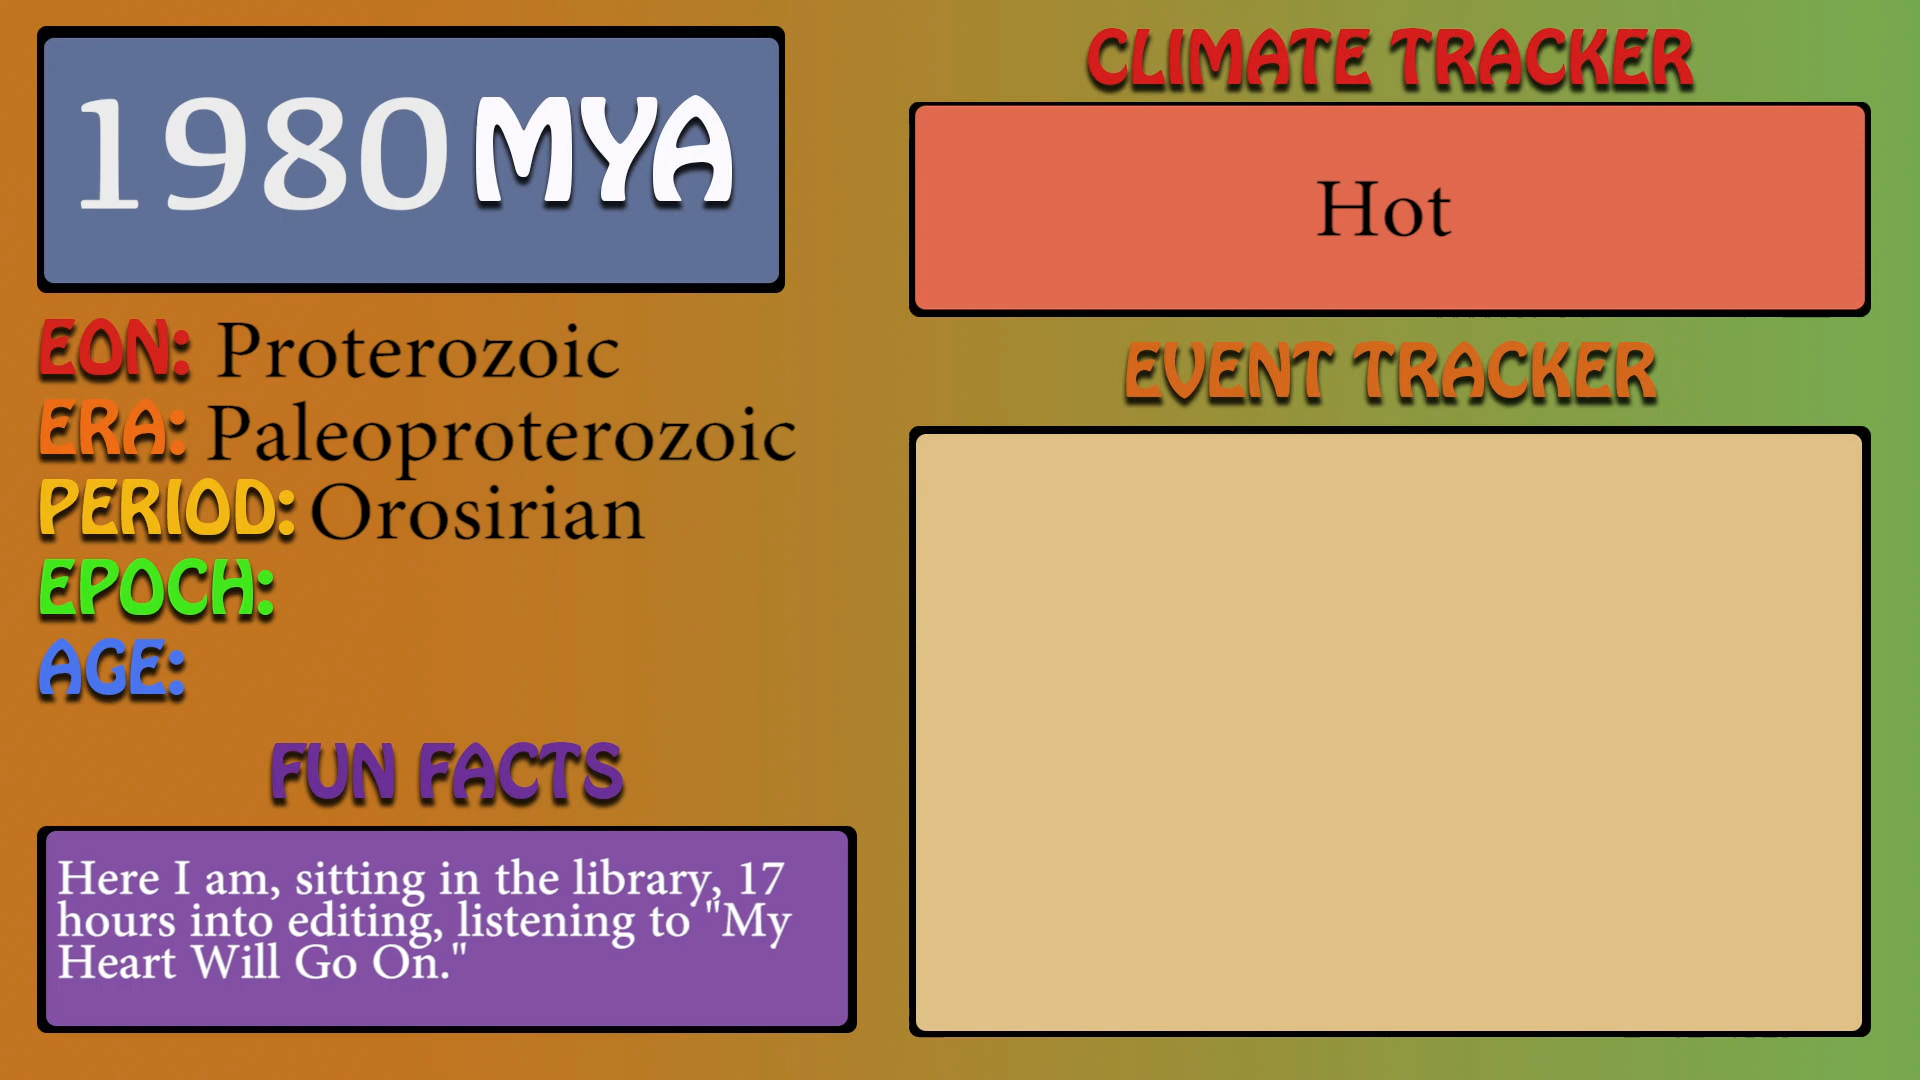 1980 MYA
EON: Proterozoic
ERA: Paleoproterozoic
PERIOD: Orosirian
EPOCH:
AGE:
FUN FACTS
Here I am, sitting in the library, 17
hours into editing, listening to "My
Heart Will Go On."
CLIMATE TRACKER
Hot
EVENT TRACKER